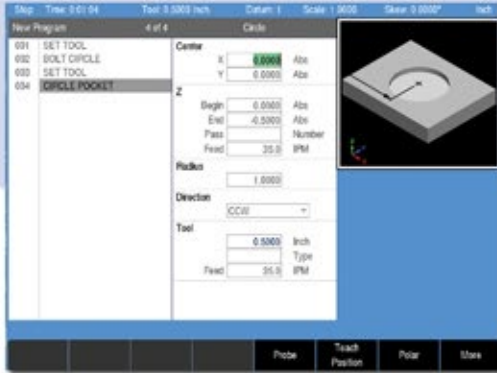 Stop Time: 0:01:04 Tool: 0.5000 Inch Datum: 1 Scale: 1.0000 Skew: 0.0000° Inch
New Program 4 of 4 Circle
001 SET TOOL
002 BOLT CIRCLE
003 SET TOOL
004 CIRCLE POCKET
Center
X 0.0000 Abs
Y 0.0000 Abs
Z
Begin 0.0000 Abs
End -0.5000 Abs
Pass Number
Feed 35.0 IPM
Radius
1.0000
Direction
CCW
Tool
0.5000 Inch
Type
Feed 35.0 IPM
Probe Teach Position Polar More